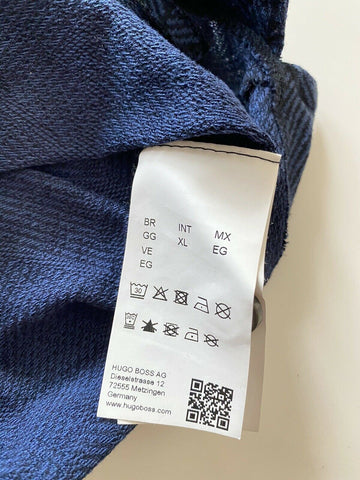 BR INT MX
GG XL EG
VE
EG
30
HUGO BOSS AG
Dieselstrasse 12
72555 Metzingen
Germany
www.hugoboss.com